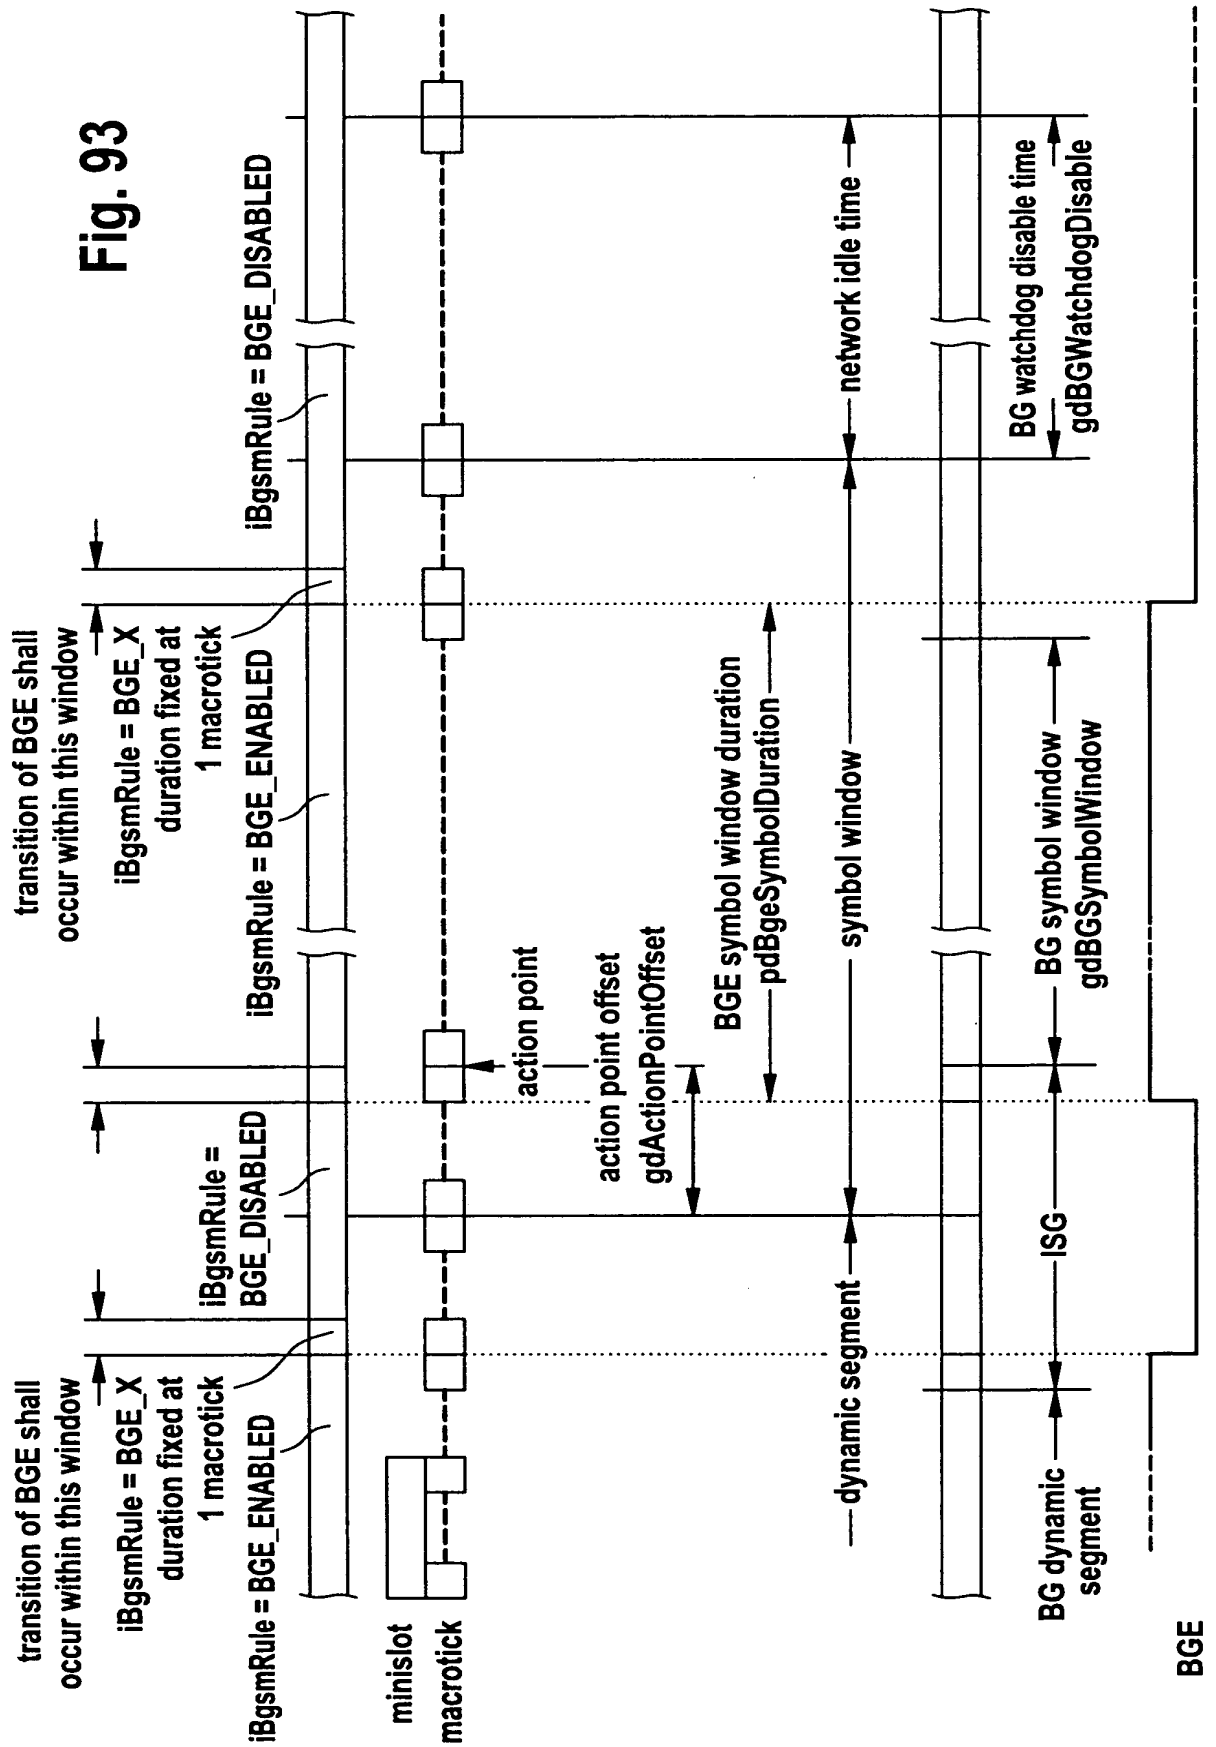 Fig. 93
transition of BGE shall
occur within this window
iBgsmRule = BGE_X
duration fixed at
1 macrotick
iBgsmRule = BGE_ENABLED
iBgsmRule =
BGE_DISABLED
transition of BGE shall
occur within this window
iBgsmRule = BGE_X
duration fixed at
1 macrotick
iBgsmRule = BGE_ENABLED
iBgsmRule = BGE_DISABLED
minislot
macrotick
action point
action point offset
gdActionPointOffset
BGE symbol window duration
pdBgeSymbolDuration
dynamic segment
symbol window
network idle time
BG dynamic
segment
ISG
BG symbol window
gdBGSymbolWindow
BG watchdog disable time
gdBGWatchdogDisable
BGE